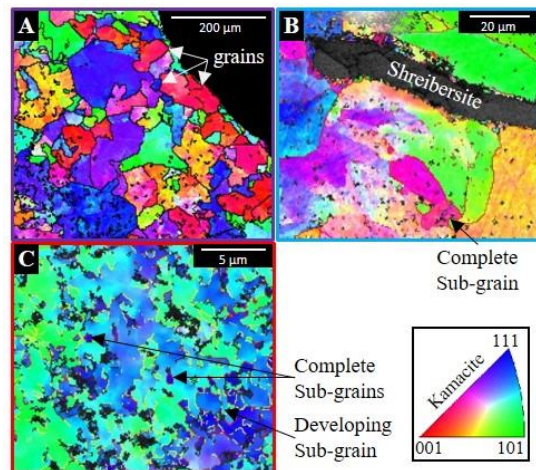 A
200 µm
grains
B
20 µm
Shreibersite
Complete
Sub-grain
C
5 µm
Complete
Sub-grains
Developing
Sub-grain
111
Kamacite
001
101